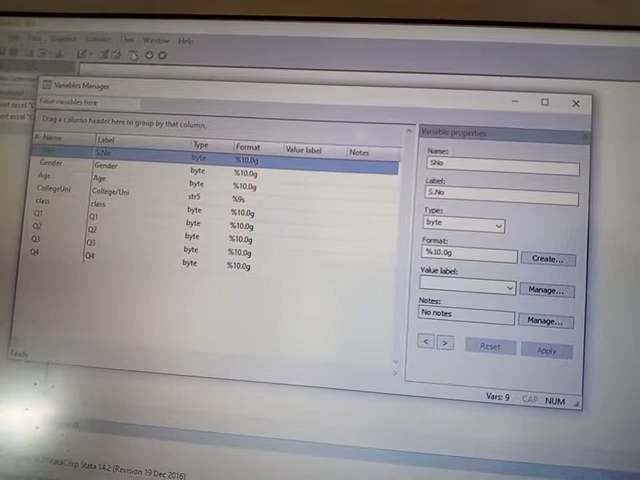 Data Graphics Statistics User Window Help
Variables Manager
Filter variables here
Drag a column header here to group by that column.
# Name Label Type Format Value label Notes
SNo S.No byte %10.0g
Gender Gender byte %10.0g
Age Age byte %10.0g
CollegeUni College/Uni str5 %9s
class class byte %10.0g
Q1 Q1 byte %10.0g
Q2 Q2 byte %10.0g
Q3 Q3 byte %10.0g
Q4 Q4 byte %10.0g
Ready
Variable properties
Name:
SNo
Label:
S.No
Type:
byte
Format:
%10.0g Create...
Value label:
Manage...
Notes:
No notes Manage...
< > Reset Apply
Vars: 9 CAP NUM
StataCorp Stata 14.2 (Revision 19 Dec 2016)